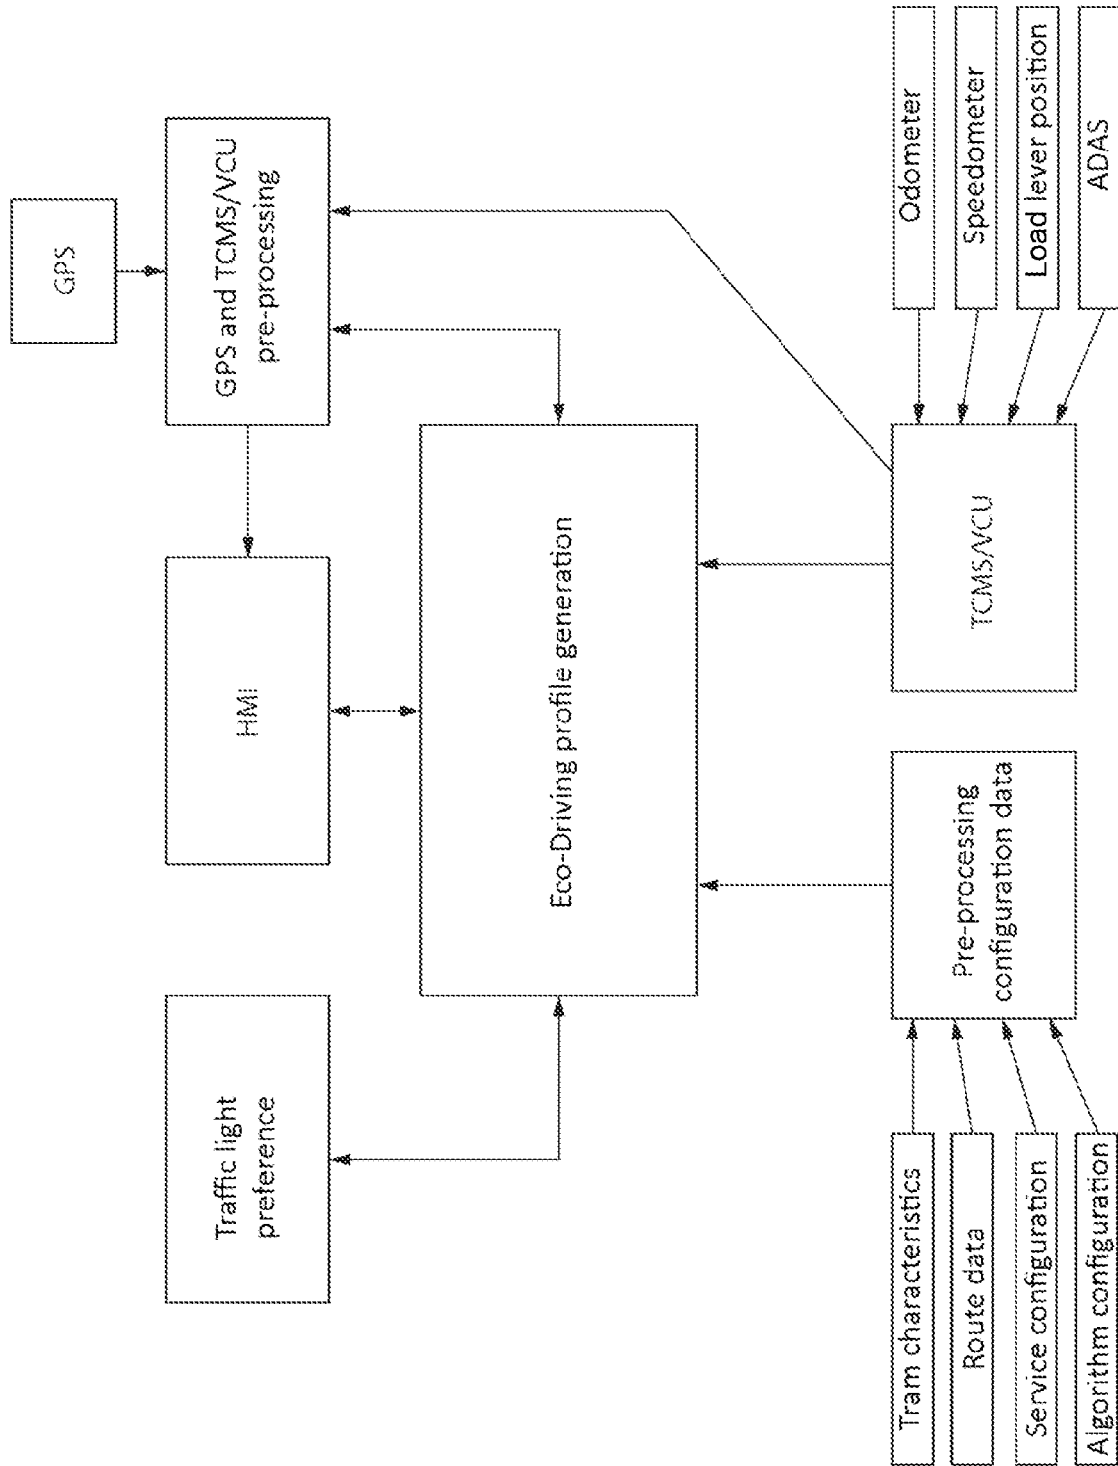 GPS
Traffic light
preference
HMI
GPS and TCMS/VCU
pre-processing
Eco-Driving profile generation
Pre-processing
configuration data
TCMS/VCU
Tram characteristics
Route data
Service configuration
Algorithm configuration
Odometer
Speedometer
Load lever position
ADAS